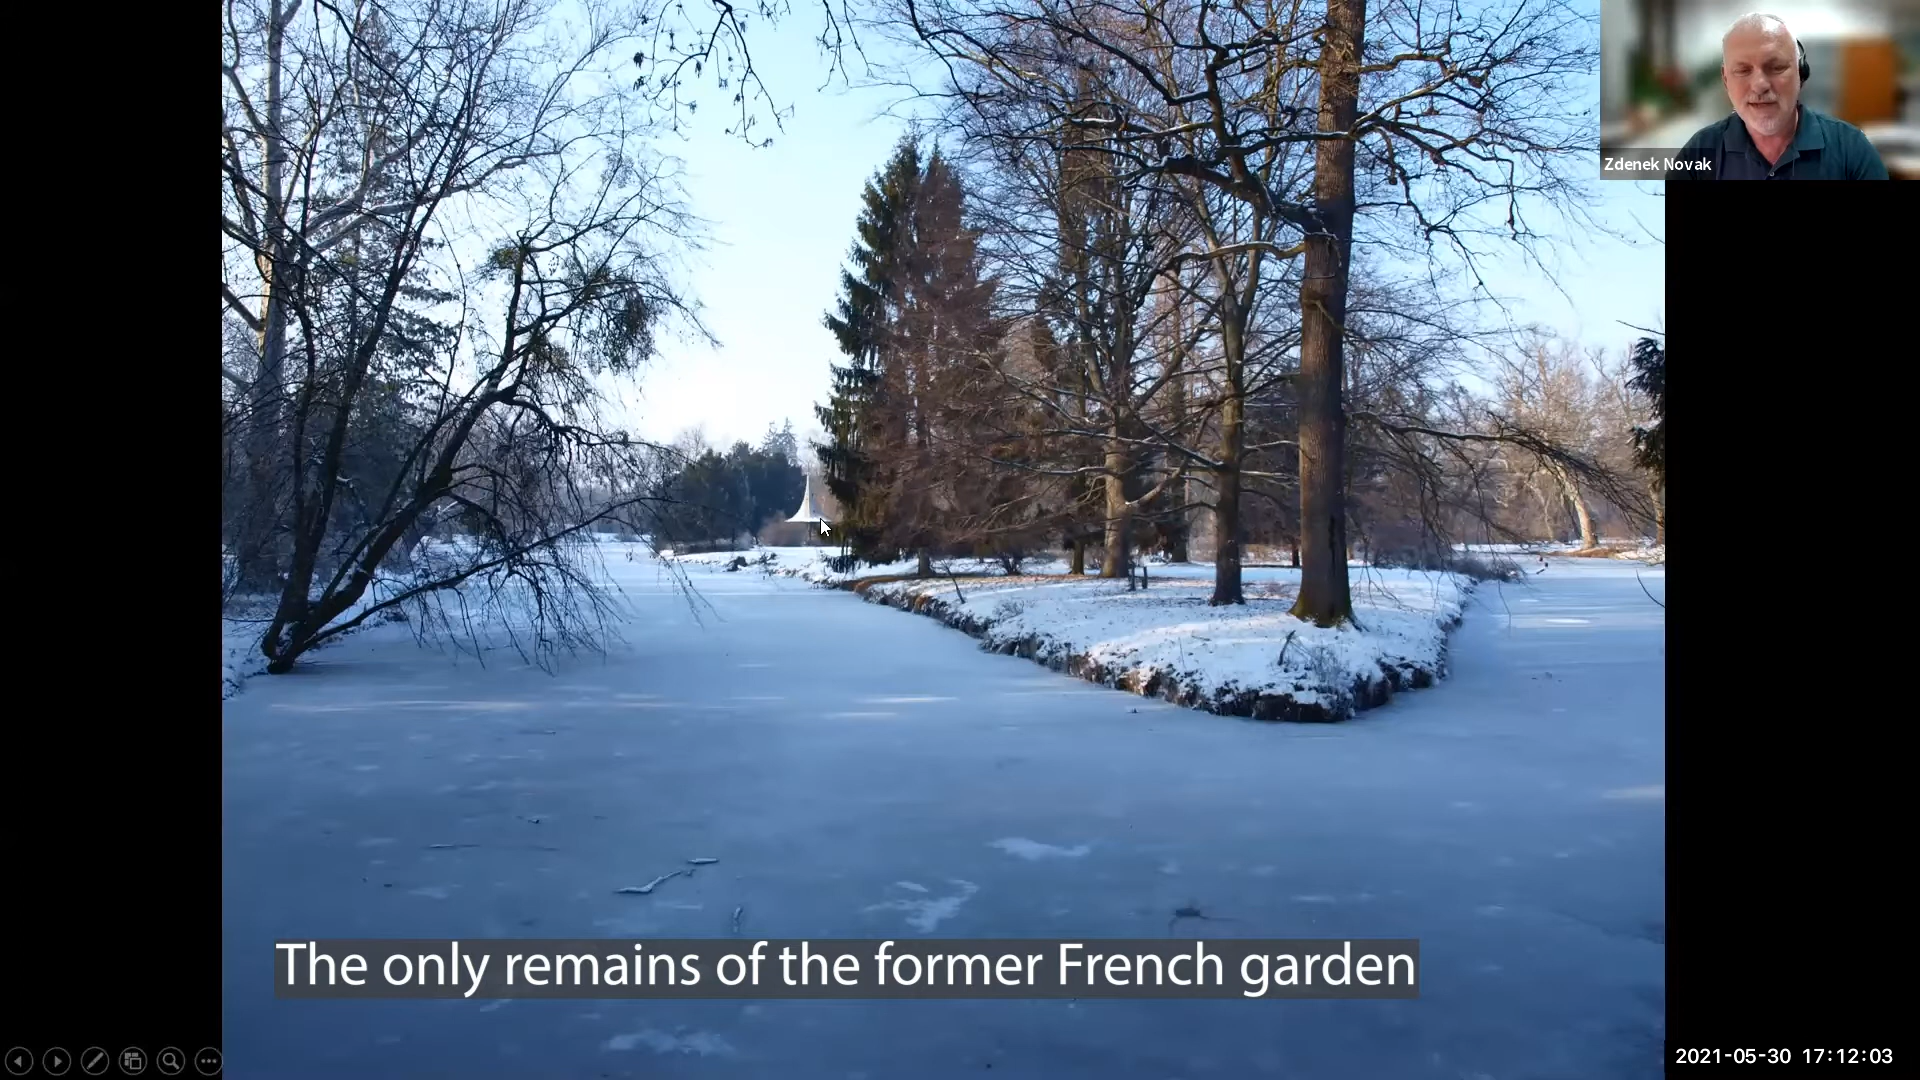 Zdenek Novak
The only remains of the former French garden
2021-05-30 17:12:03